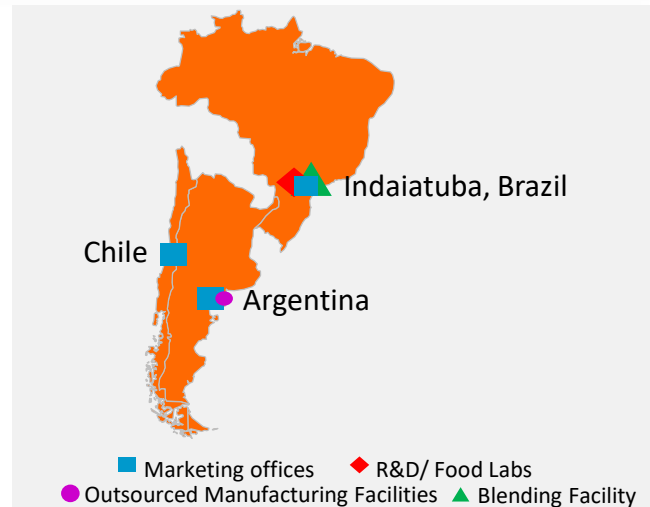 Indaiatuba, Brazil
Chile
Argentina
Marketing offices
R&D/ Food Labs
Outsourced Manufacturing Facilities
Blending Facility